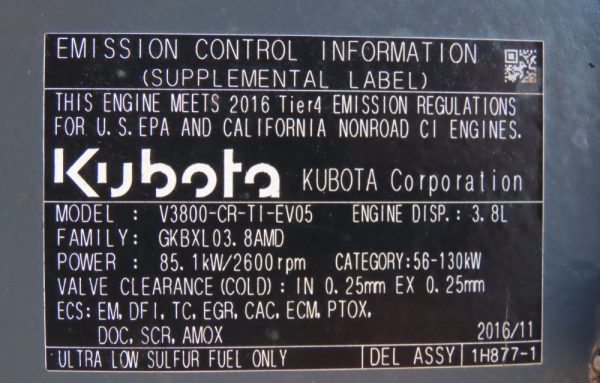 EMISSION CONTROL INFORMATION
(SUPPLEMENTAL LABEL)
THIS ENGINE MEETS 2016 Tier4 EMISSION REGULATIONS
FOR U.S.EPA AND CALIFORNIA NONROAD CI ENGINES.
Kubota KUBOTA Corporation
MODEL : V3800-CR-TI-EV05 ENGINE DISP.: 3.8L
FAMILY: GKBXL03.8AMD
POWER : 85.1kW/2600rpm CATEGORY:56-130kW
VALVE CLEARANCE(COLD): IN 0.25mm EX 0.25mm
ECS: EM, DFI, TC, EGR, CAC, ECM, PTOX,
DOC, SCR, AMOX 2016/11
ULTRA LOW SULFUR FUEL ONLY DEL ASSY 1H877-1